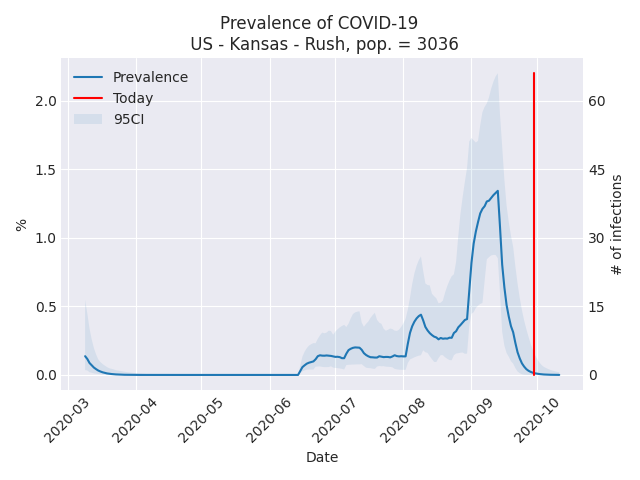 Prevalence of COVID-19
US - Kansas - Rush, pop. = 3036
Prevalence
Today
95CI
%
2.0
1.5
1.0
0.5
0.0
# of infections
60
45
30
15
0
2020-03
2020-04
2020-05
2020-06
2020-07
2020-08
2020-09
2020-10
Date